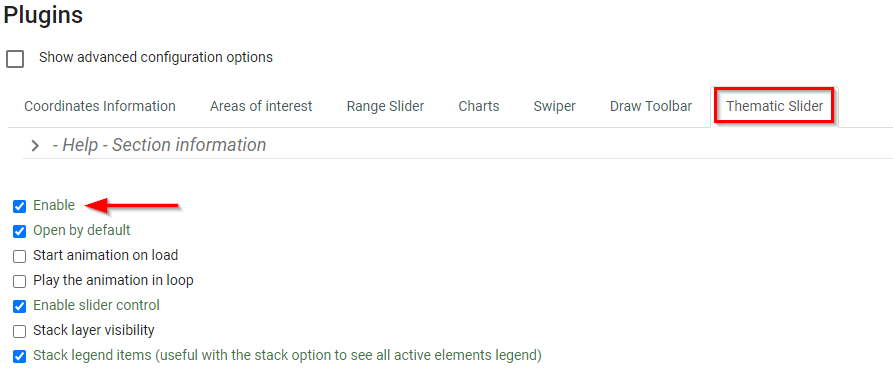 Plugins
Show advanced configuration options
Coordinates Information Areas of interest Range Slider Charts Swiper Draw Toolbar Thematic Slider
- Help - Section information
Enable
Open by default
Start animation on load
Play the animation in loop
Enable slider control
Stack layer visibility
Stack legend items (useful with the stack option to see all active elements legend)